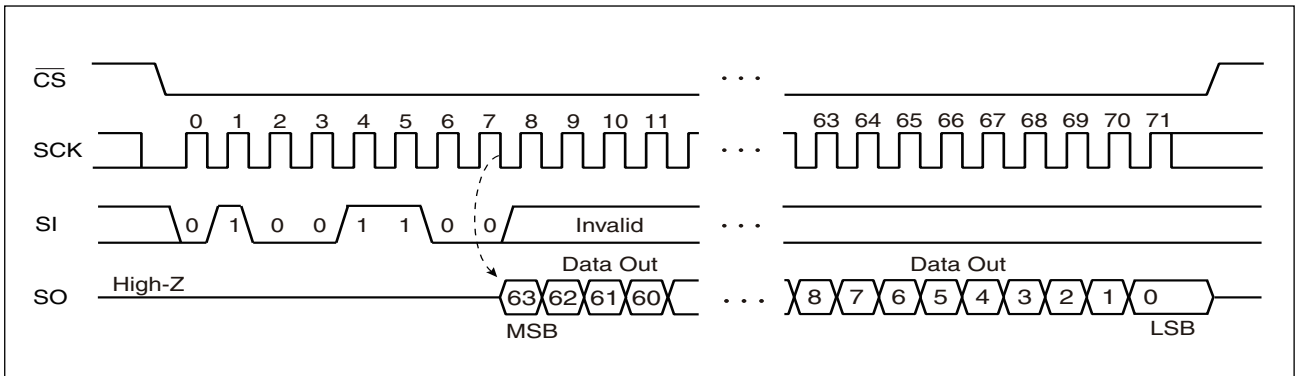 CS
. . .
0 1 2 3 4 5 6 7 8 9 10 11 63 64 65 66 67 68 69 70 71
SCK
. . .
SI 0 1 0 0 1 1 0 0 Invalid . . .
High-Z Data Out Data Out
SO 63 62 61 60 . . . 8 7 6 5 4 3 2 1 0
MSB LSB